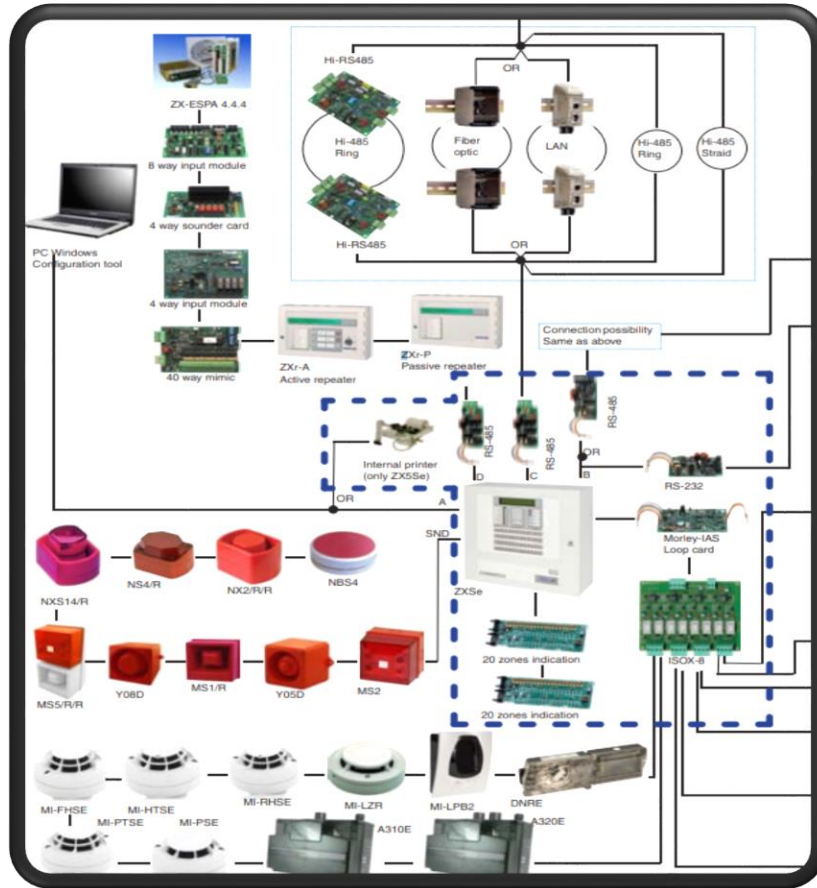 Hi-RS485
OR
ZX-ESPA 4.4.4
Hi-485
Ring
Fiber
optic
LAN
Hi-485
Ring
Hi-485
Straid
8 way input module
4 way sounder card
Hi-RS485
OR
PC Windows
Configuration tool
4 way input module
Connection possibility
Same as above
40 way mimic
ZXr-A
Active repeater
ZXr-P
Passive repeater
RS-485
RS-485
RS-485
Internal printer
(only ZX5Se)
OR
D
C
B
RS-232
OR
A
SND
Morley-IAS
Loop card
NXS14/R
NS4/R
NX2/R/R
NBS4
ZXSe
20 zones indication
ISOX-8
MS5/R/R
Y08D
MS1/R
Y05D
MS2
20 zones indication
MI-FHSE
MI-HTSE
MI-RHSE
MI-LZR
MI-LPB2
DNRE
MI-PTSE
MI-PSE
A310E
A320E